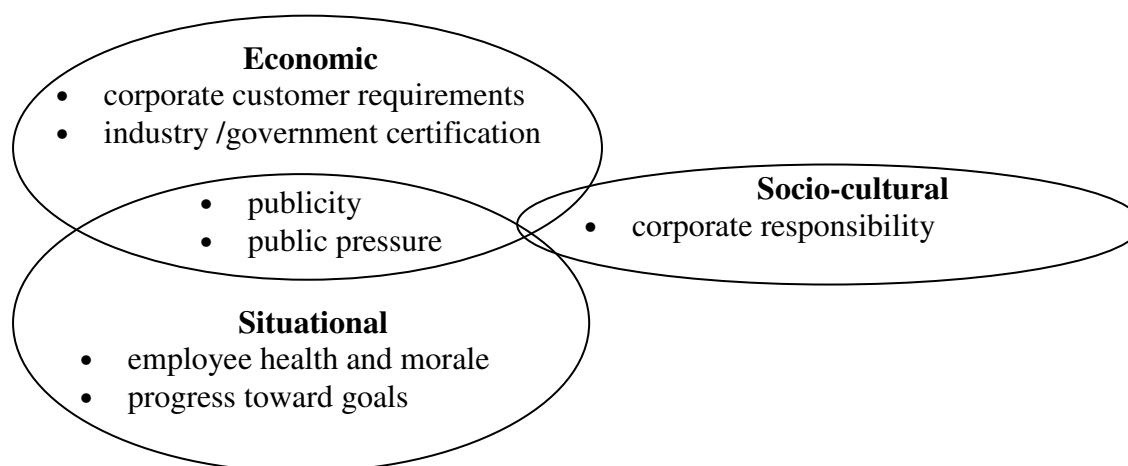 Economic
• corporate customer requirements
• industry /government certification
• publicity
• public pressure
Socio-cultural
• corporate responsibility
Situational
• employee health and morale
• progress toward goals